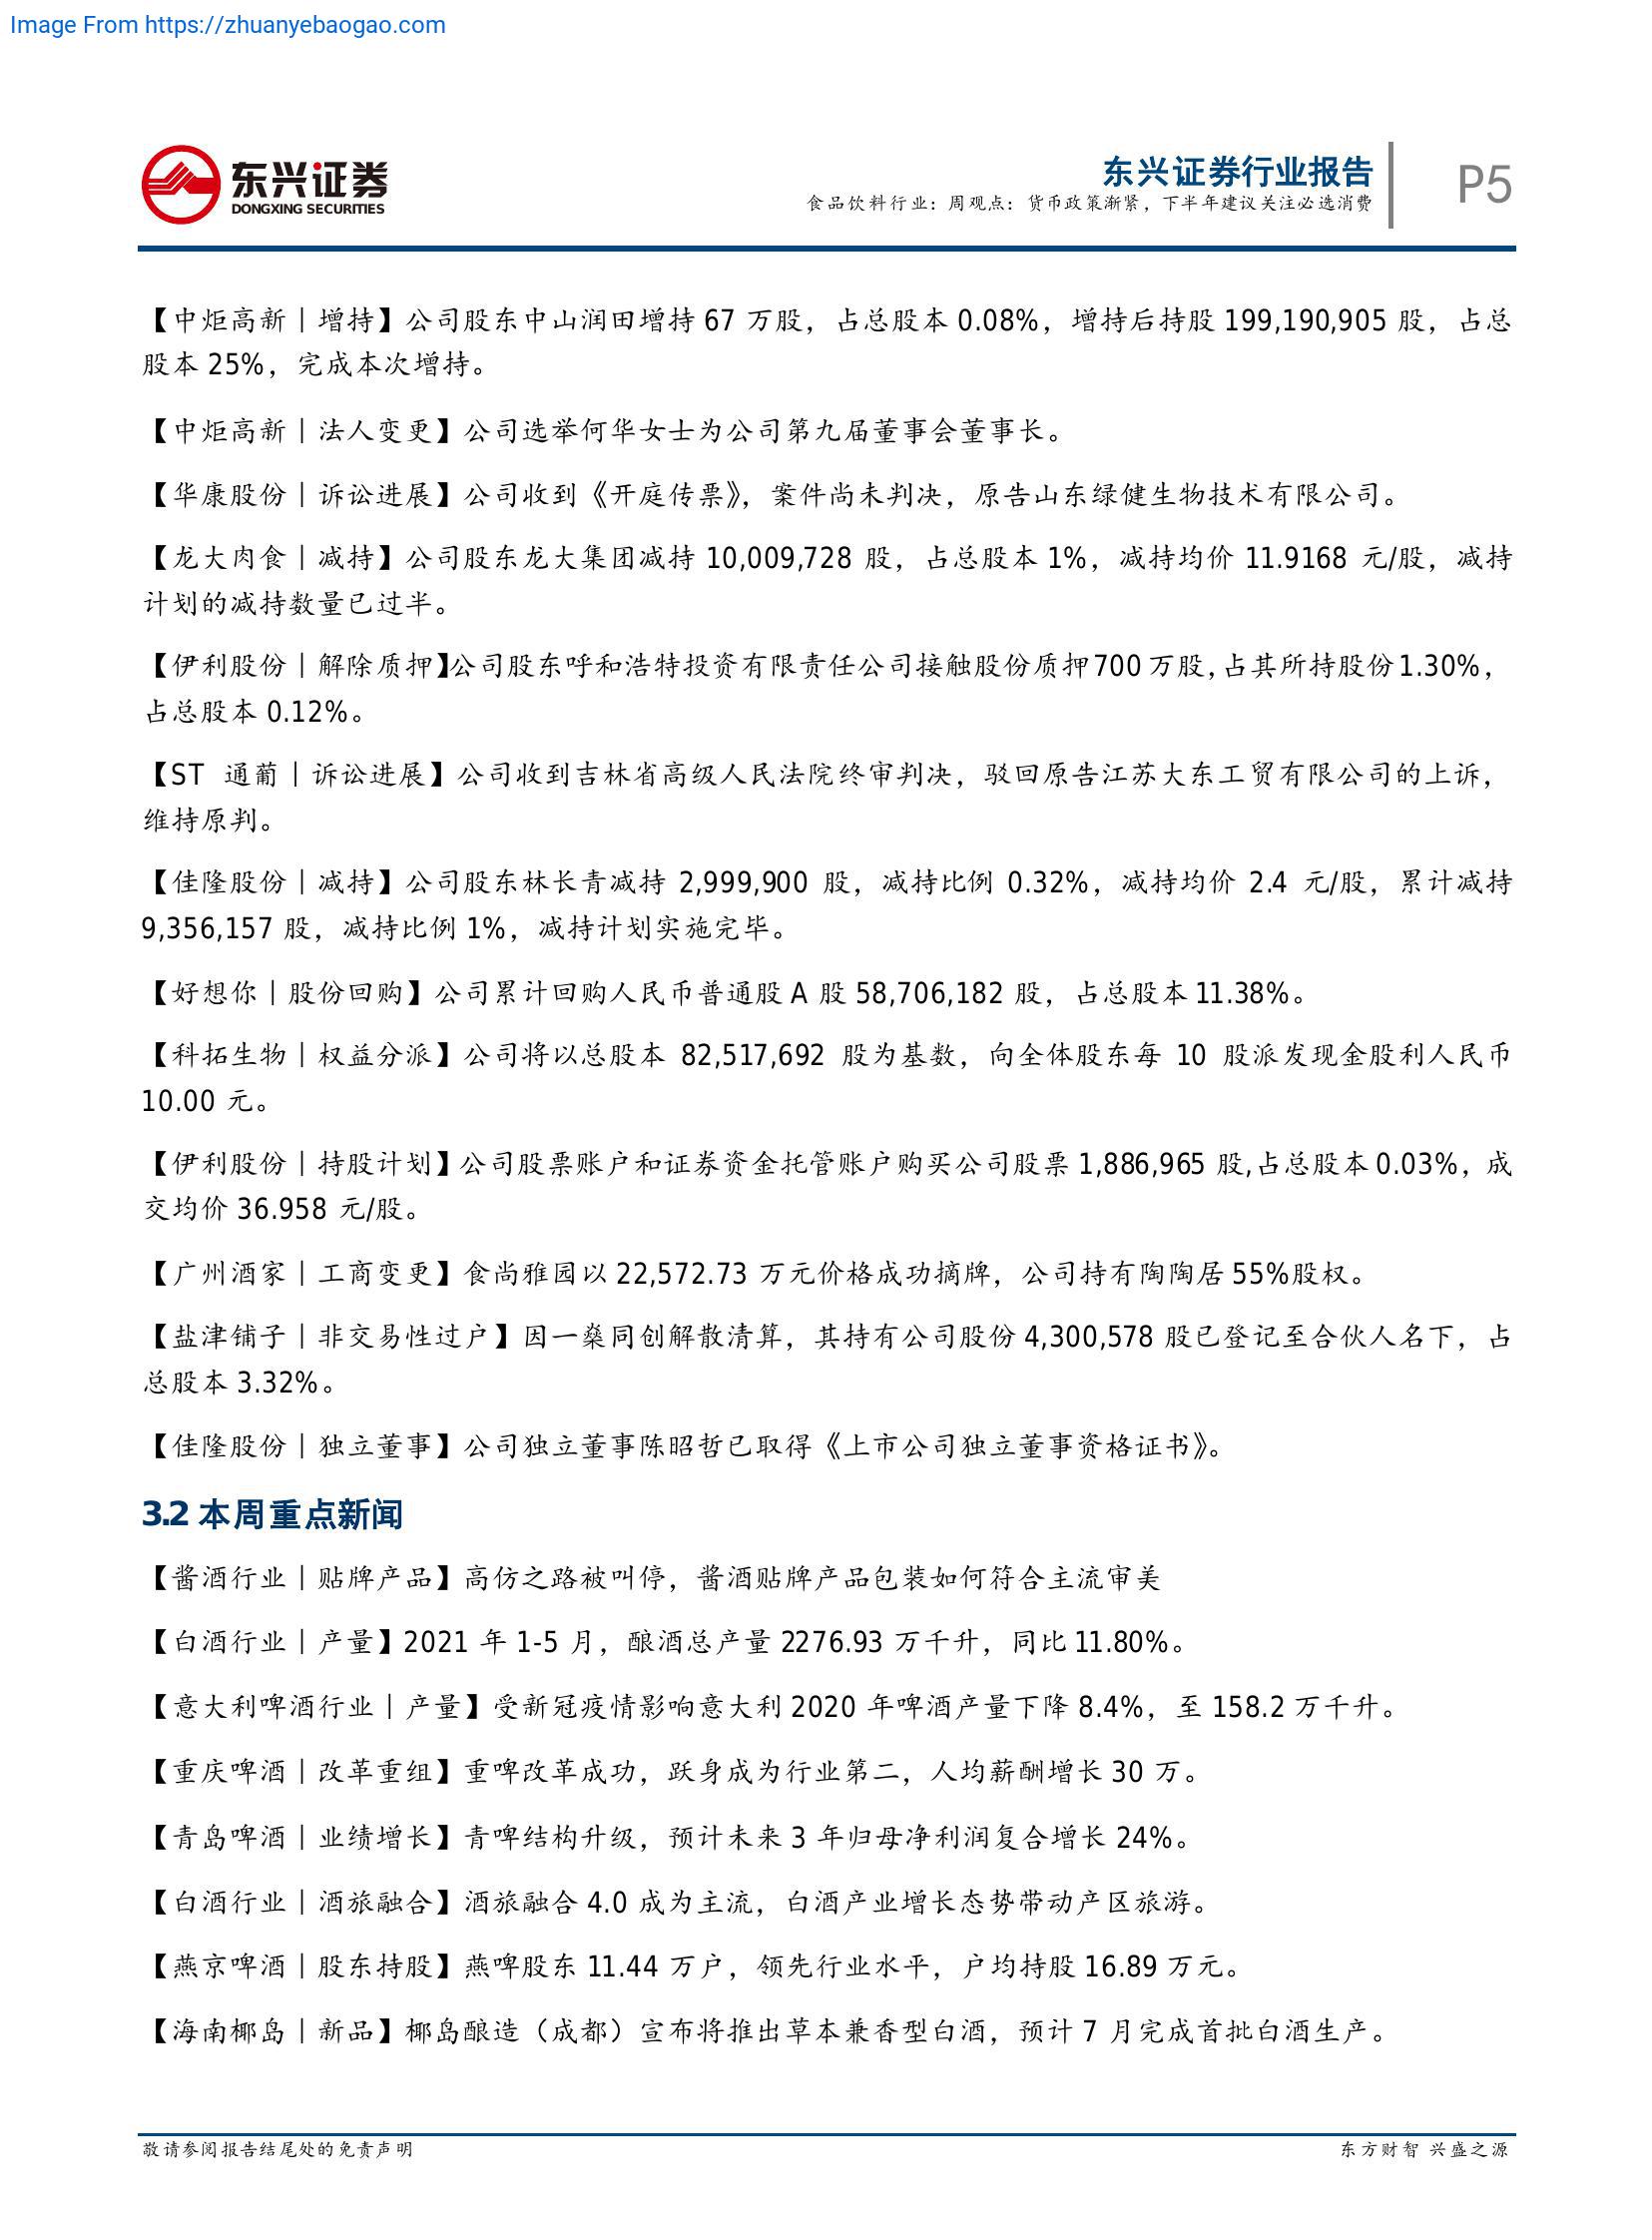 Image From https://zhuanyebaogao.com
东兴证券
DONGXING SECURITIES
东兴证券行业报告
食品饮料行业：周观点：货币政策渐紧，下半年建议关注必选消费
P5
【中炬高新｜增持】公司股东中山润田增持 67 万股，占总股本 0.08%，增持后持股 199,190,905 股，占总
股本 25%，完成本次增持。
【中炬高新｜法人变更】公司选举何华女士为公司第九届董事会董事长。
【华康股份｜诉讼进展】公司收到《开庭传票》，案件尚未判决，原告山东绿健生物技术有限公司。
【龙大肉食｜减持】公司股东龙大集团减持 10,009,728 股，占总股本 1%，减持均价 11.9168 元/股，减持
计划的减持数量已过半。
【伊利股份｜解除质押】公司股东呼和浩特投资有限责任公司接触股份质押 700 万股，占其所持股份 1.30%，
占总股本 0.12%。
【ST 通葡｜诉讼进展】公司收到吉林省高级人民法院终审判决，驳回原告江苏大东工贸有限公司的上诉，
维持原判。
【佳隆股份｜减持】公司股东林长青减持 2,999,900 股，减持比例 0.32%，减持均价 2.4 元/股，累计减持
9,356,157 股，减持比例 1%，减持计划实施完毕。
【好想你｜股份回购】公司累计回购人民币普通股 A 股 58,706,182 股，占总股本 11.38%。
【科拓生物｜权益分派】公司将以总股本 82,517,692 股为基数，向全体股东每 10 股派发现金股利人民币
10.00 元。
【伊利股份｜持股计划】公司股票账户和证券资金托管账户购买公司股票 1,886,965 股,占总股本 0.03%，成
交均价 36.958 元/股。
【广州酒家｜工商变更】食尚雅园以 22,572.73 万元价格成功摘牌，公司持有陶陶居 55%股权。
【盐津铺子｜非交易性过户】因一燊同创解散清算，其持有公司股份 4,300,578 股已登记至合伙人名下，占
总股本 3.32%。
【佳隆股份｜独立董事】公司独立董事陈昭哲已取得《上市公司独立董事资格证书》。
3.2 本周重点新闻
【酱酒行业｜贴牌产品】高仿之路被叫停，酱酒贴牌产品包装如何符合主流审美
【白酒行业｜产量】2021 年 1-5 月，酿酒总产量 2276.93 万千升，同比 11.80%。
【意大利啤酒行业｜产量】受新冠疫情影响意大利 2020 年啤酒产量下降 8.4%，至 158.2 万千升。
【重庆啤酒｜改革重组】重啤改革成功，跃身成为行业第二，人均薪酬增长 30 万。
【青岛啤酒｜业绩增长】青啤结构升级，预计未来 3 年归母净利润复合增长 24%。
【白酒行业｜酒旅融合】酒旅融合 4.0 成为主流，白酒产业增长态势带动产区旅游。
【燕京啤酒｜股东持股】燕啤股东 11.44 万户，领先行业水平，户均持股 16.89 万元。
【海南椰岛｜新品】椰岛酿造（成都）宣布将推出草本兼香型白酒，预计 7 月完成首批白酒生产。
敬请参阅报告结尾处的免责声明
东方财智 兴盛之源